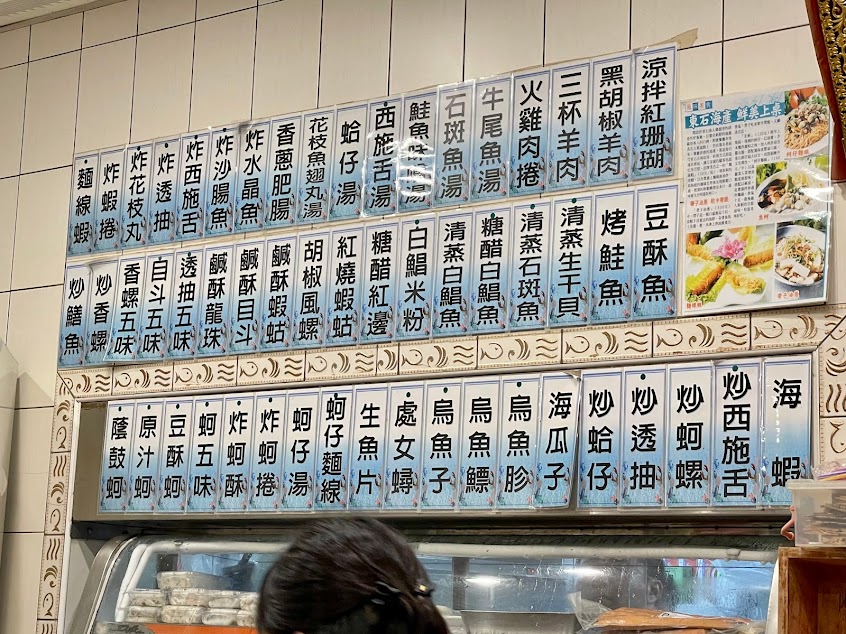 涼拌紅珊瑚
黑胡椒羊肉
三杯羊肉
火雞肉捲
牛尾魚湯
石斑魚湯
鮭魚味噌湯
西施舌湯
蛤仔湯
花枝魚翅丸湯
香蔥肥腸
炸水晶魚
炸沙腸魚
炸西施舌
炸透抽
炸花枝丸
炸蝦捲
麵線蝦
豆酥魚
烤鮭魚
清蒸生干貝
清蒸石斑魚
糖醋白鯧魚
清蒸白鯧魚
白鯧米粉
糖醋紅邊
紅燒蝦蛄
胡椒風螺
鹹酥蝦蛄
鹹酥目斗
鹹酥龍珠
透抽五味
自斗五味
香螺五味
炒香螺
炒鱔魚
海蝦
炒西施舌
炒蚵螺
炒透抽
炒蛤仔
海瓜子
烏魚胗
烏魚鰾
烏魚子
處女蟳
生魚片
蚵仔麵線
蚵仔湯
炸蚵捲
炸蚵酥
蚵五味
豆酥蚵
原汁蚵
蔭鼓蚵
東石海產 鮮美上桌